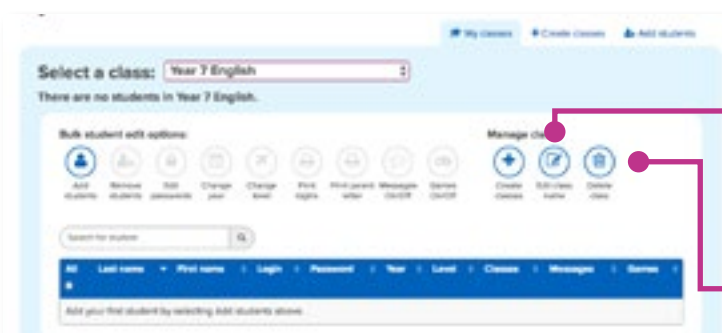 My classes Create classes Add students
Select a class: Year 7 English
There are no students in Year 7 English.
Bulk student edit options: Manage
Add students Remove students Edit passwords Change year Change level Print logins Print parent letter Messages On/Off Games On/Off Create classes Edit class name Delete class
Search for student
All Last name First name Login Password Year Level Classes Messages Games
Add your first student by selecting Add students above.